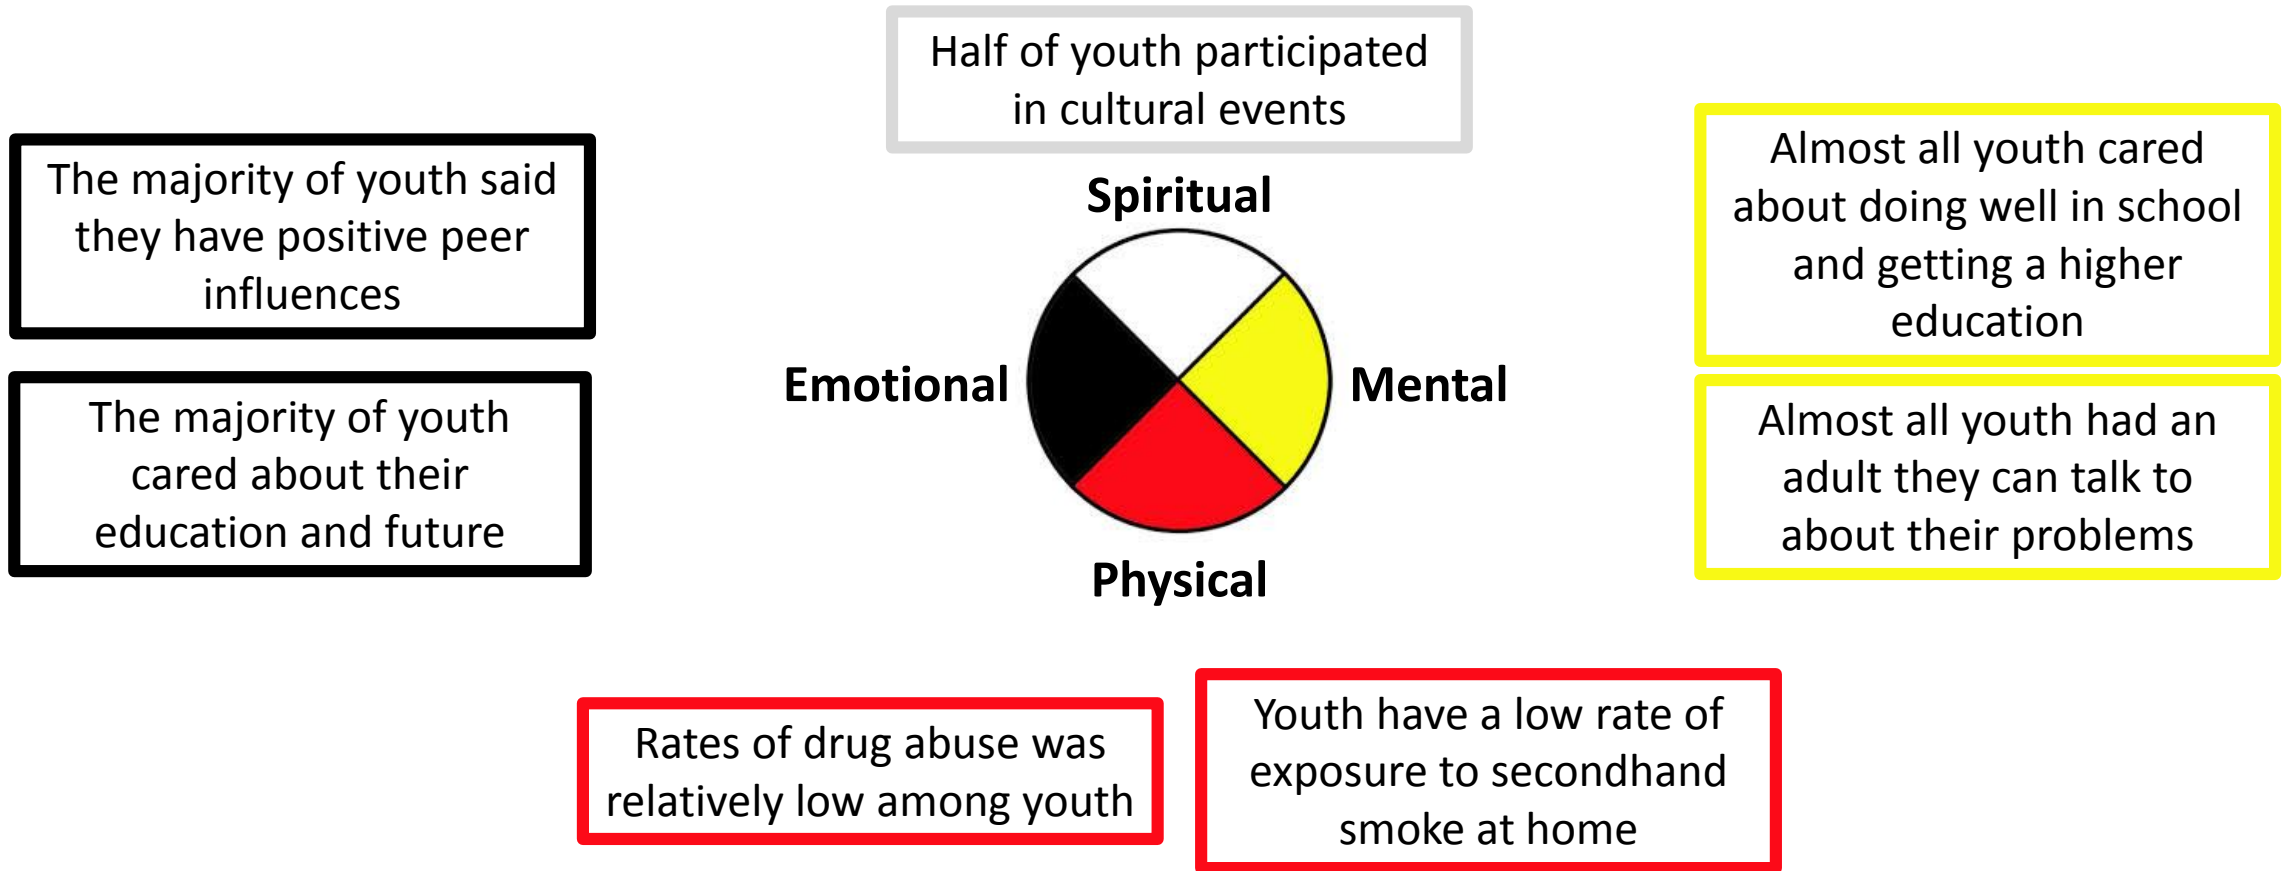 Half of youth participated
in cultural events
The majority of youth said
they have positive peer
influences
The majority of youth
cared about their
education and future
Spiritual
Emotional
Mental
Physical
Almost all youth cared
about doing well in school
and getting a higher
education
Almost all youth had an
adult they can talk to
about their problems
Rates of drug abuse was
relatively low among youth
Youth have a low rate of
exposure to secondhand
smoke at home